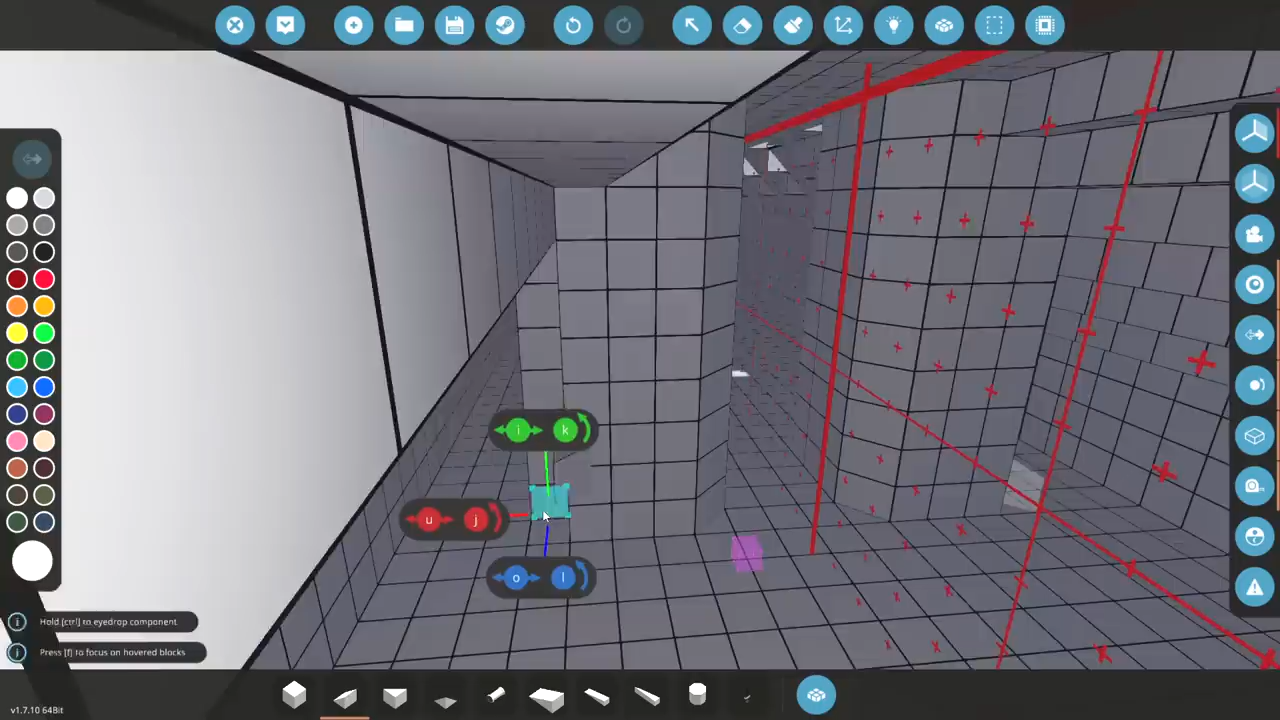 i k
u j
o l
Hold [ctrl] to eyedrop component
Press [f] to focus on hovered blocks
v1.7.10 64Bit